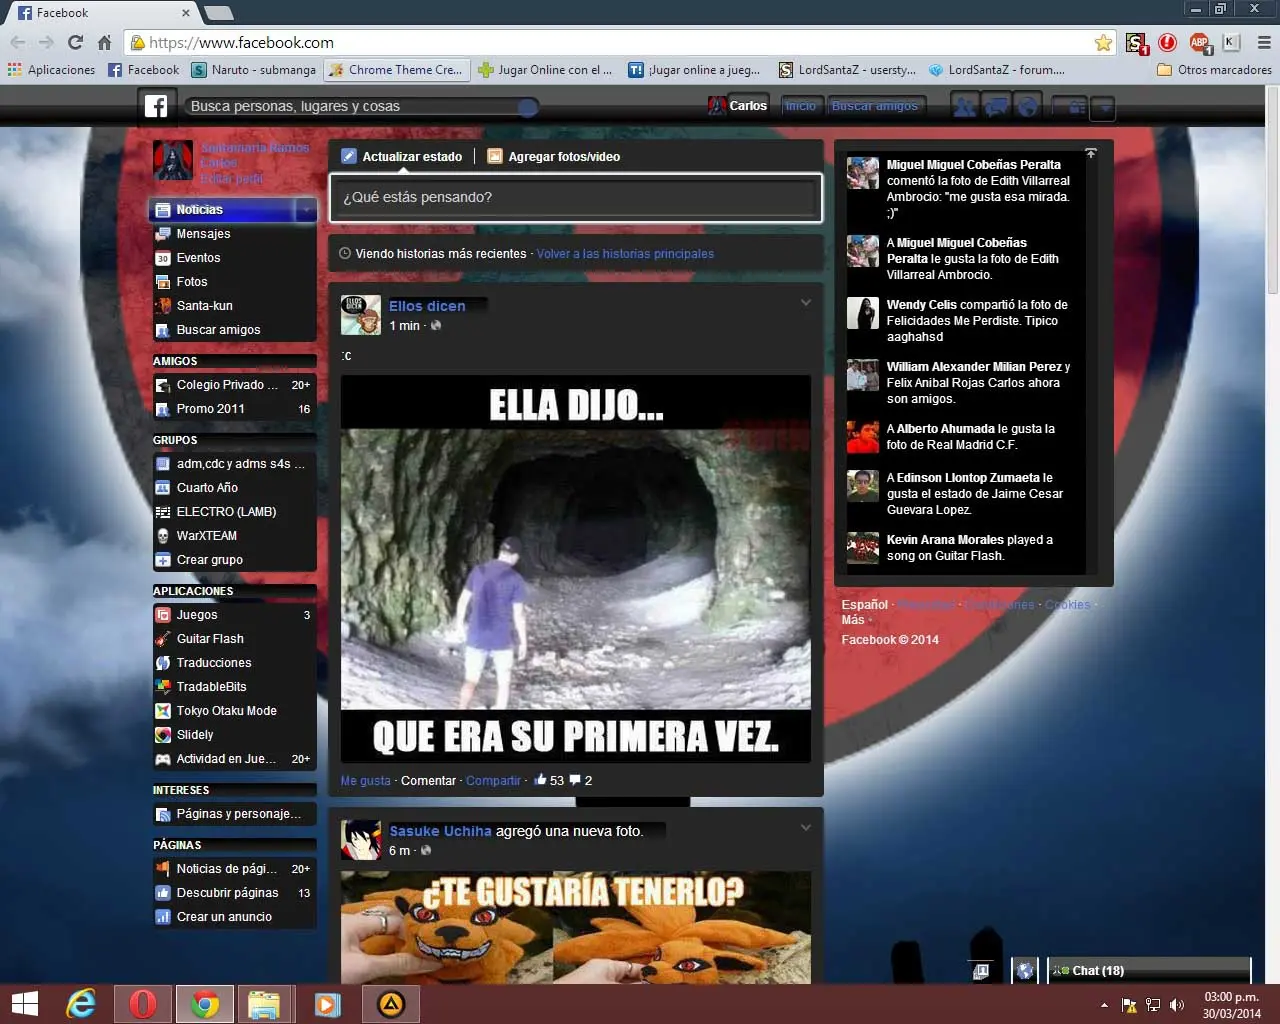 Facebook
https://www.facebook.com
S 1 ABP 1 K
Aplicaciones Facebook Naruto - submanga Chrome Theme Cre... Jugar Online con el ... ¡Jugar online a jueg... LordSantaZ - userssty... LordSantaZ - forum.... Otros marcadores
Busca personas, lugares y cosas
Carlos Inicio Buscar amigos
Santamaria Ramos
Carlos
Editar perfil
Noticias
Mensajes
30 Eventos
Fotos
Santa-kun
Buscar amigos
AMIGOS
Colegio Privado ... 20+
Promo 2011 16
GRUPOS
adm,cdc y adms s4s ...
Cuarto Año
ELECTRO (LAMB)
WarXTEAM
Crear grupo
APLICACIONES
Juegos 3
Guitar Flash
Traducciones
TradableBits
Tokyo Otaku Mode
Slidely
Actividad en Jue... 20+
INTERESES
Páginas y personaje...
PÁGINAS
Noticias de pági... 20+
Descubrir páginas 13
Crear un anuncio
Actualizar estado Agregar fotos/video
¿Qué estás pensando?
Viendo historias más recientes · Volver a las historias principales
ELLOS DICEN
Ellos dicen
1 min ·
:c
ELLA DIJO...
QUE ERA SU PRIMERA VEZ.
Me gusta · Comentar · Compartir · 53 2
Sasuke Uchiha agregó una nueva foto.
6 m ·
¿TE GUSTARÍA TENERLO?
Miguel Miguel Cobeñas Peralta
comentó la foto de Edith Villarreal
Ambrocio: "me gusta esa mirada.
;)"
A Miguel Miguel Cobeñas
Peralta le gusta la foto de Edith
Villarreal Ambrocio.
Wendy Celis compartió la foto de
Felicidades Me Perdiste. Tipico
aaghahsd
William Alexander Milian Perez y
Felix Anibal Rojas Carlos ahora
son amigos.
A Alberto Ahumada le gusta la
foto de Real Madrid C.F.
A Edinson Llontop Zumaeta le
gusta el estado de Jaime Cesar
Guevara Lopez.
Kevin Arana Morales played a
song on Guitar Flash.
Español · Privacidad · Condiciones · Cookies ·
Más ·
Facebook © 2014
Chat (18)
03:00 p.m.
30/03/2014